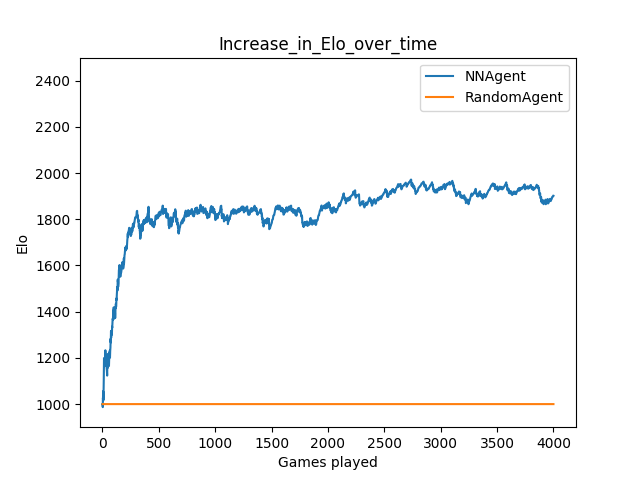 Increase_in_Elo_over_time
NNAgent
RandomAgent
2400
2200
2000
1800
1600
1400
1200
1000
Elo
0 500 1000 1500 2000 2500 3000 3500 4000
Games played